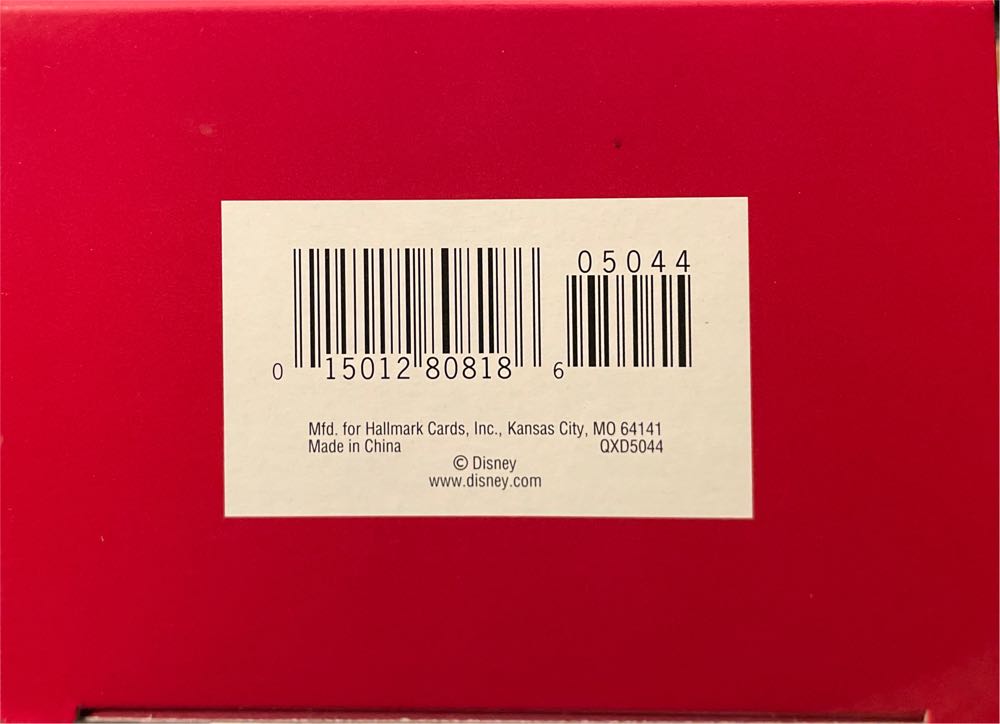 05044
0 15012 80818 6
Mfd. for Hallmark Cards, Inc., Kansas City, MO 64141
Made in China QXD5044
© Disney
www.disney.com